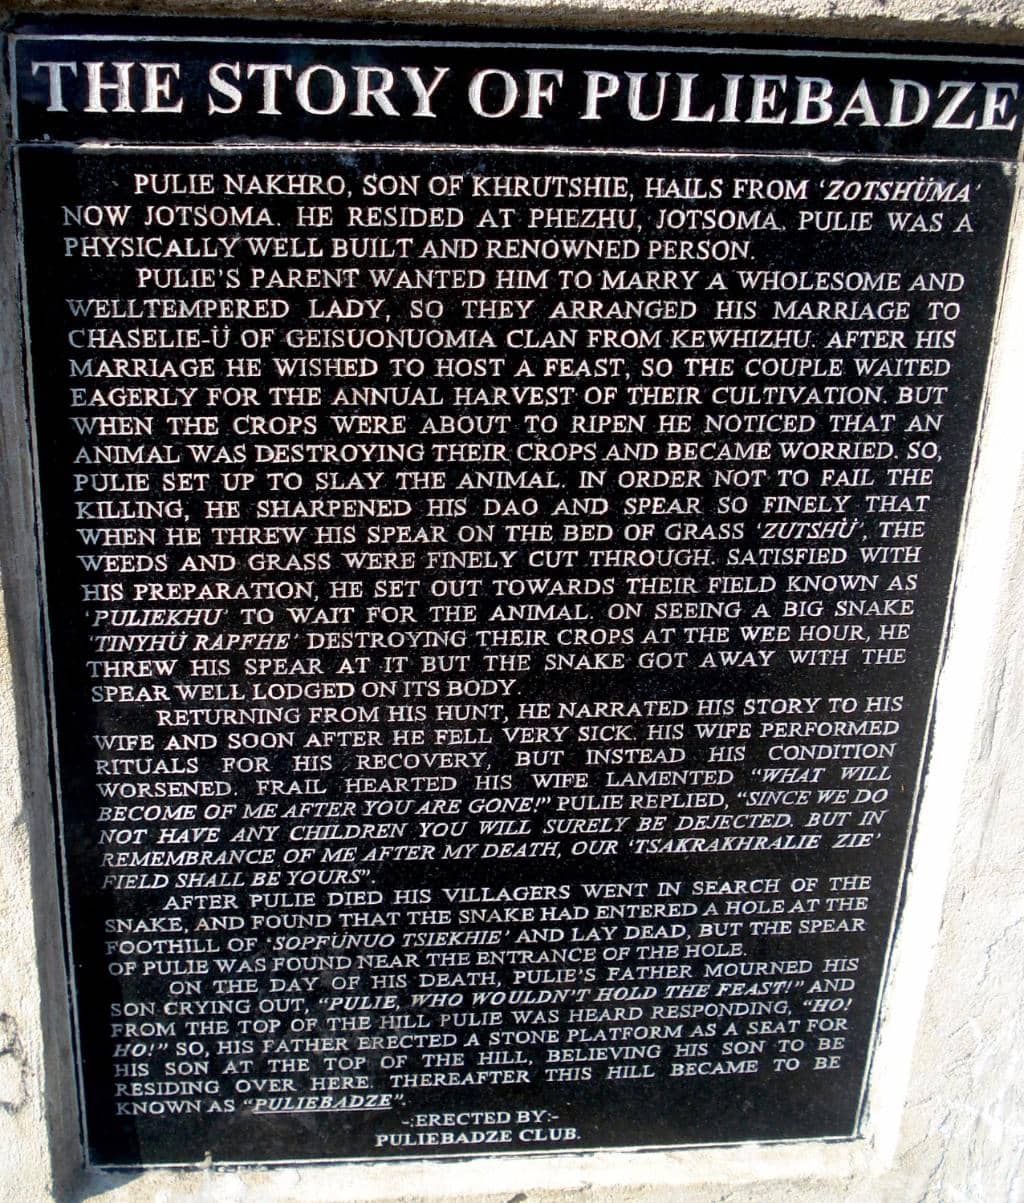 THE STORY OF PULIEBADZE
PULIE NAKHRO, SON OF KHRUTSHIE, HAILS FROM 'ZOTSHÜMA'
NOW JOTSOMA. HE RESIDED AT PHEZHU, JOTSOMA. PULIE WAS A
PHYSICALLY WELL BUILT AND RENOWNED PERSON.
PULIE'S PARENT WANTED HIM TO MARRY A WHOLESOME AND
WELLTEMPERED LADY, SO THEY ARRANGED HIS MARRIAGE TO
CHASELIE-Ü OF GEISUONUOMIA CLAN FROM KEWHIZHU. AFTER HIS
MARRIAGE HE WISHED TO HOST A FEAST, SO THE COUPLE WAITED
EAGERLY FOR THE ANNUAL HARVEST OF THEIR CULTIVATION. BUT
WHEN THE CROPS WERE ABOUT TO RIPEN HE NOTICED THAT AN
ANIMAL WAS DESTROYING THEIR CROPS AND BECAME WORRIED. SO,
PULIE SET UP TO SLAY THE ANIMAL. IN ORDER NOT TO FAIL THE
KILLING, HE SHARPENED HIS DAO AND SPEAR SO FINELY THAT
WHEN HE THREW HIS SPEAR ON THE BED OF GRASS 'ZUTSHÜ', THE
WEEDS AND GRASS WERE FINELY CUT THROUGH. SATISFIED WITH
HIS PREPARATION, HE SET OUT TOWARDS THEIR FIELD KNOWN AS
'PULIEKHU' TO WAIT FOR THE ANIMAL. ON SEEING A BIG SNAKE
'TINYHÜ RAPFHE' DESTROYING THEIR CROPS AT THE WEE HOUR, HE
THREW HIS SPEAR AT IT BUT THE SNAKE GOT AWAY WITH THE
SPEAR WELL LODGED ON ITS BODY.
RETURNING FROM HIS HUNT, HE NARRATED HIS STORY TO HIS
WIFE AND SOON AFTER HE FELL VERY SICK. HIS WIFE PERFORMED
RITUALS FOR HIS RECOVERY, BUT INSTEAD HIS CONDITION
WORSENED. FRAIL HEARTED HIS WIFE LAMENTED "WHAT WILL
BECOME OF ME AFTER YOU ARE GONE!" PULIE REPLIED, "SINCE WE DO
NOT HAVE ANY CHILDREN YOU WILL SURELY BE DEJECTED. BUT IN
REMEMBRANCE OF ME AFTER MY DEATH, OUR 'TSAKRAKHRALIE ZIE'
FIELD SHALL BE YOURS".
AFTER PULIE DIED HIS VILLAGERS WENT IN SEARCH OF THE
SNAKE, AND FOUND THAT THE SNAKE HAD ENTERED A HOLE AT THE
FOOTHILL OF 'SOPFÜNUO TSIEKHIE' AND LAY DEAD, BUT THE SPEAR
OF PULIE WAS FOUND NEAR THE ENTRANCE OF THE HOLE.
ON THE DAY OF HIS DEATH, PULIE'S FATHER MOURNED HIS
SON CRYING OUT, "PULIE, WHO WOULDN'T HOLD THE FEAST!" AND
FROM THE TOP OF THE HILL PULIE WAS HEARD RESPONDING, "HO!
HO!" SO, HIS FATHER ERECTED A STONE PLATFORM AS A SEAT FOR
HIS SON AT THE TOP OF THE HILL, BELIEVING HIS SON TO BE
RESIDING OVER HERE. THEREAFTER THIS HILL BECAME TO BE
KNOWN AS "PULIEBADZE".
-:ERECTED BY:-
PULIEBADZE CLUB.